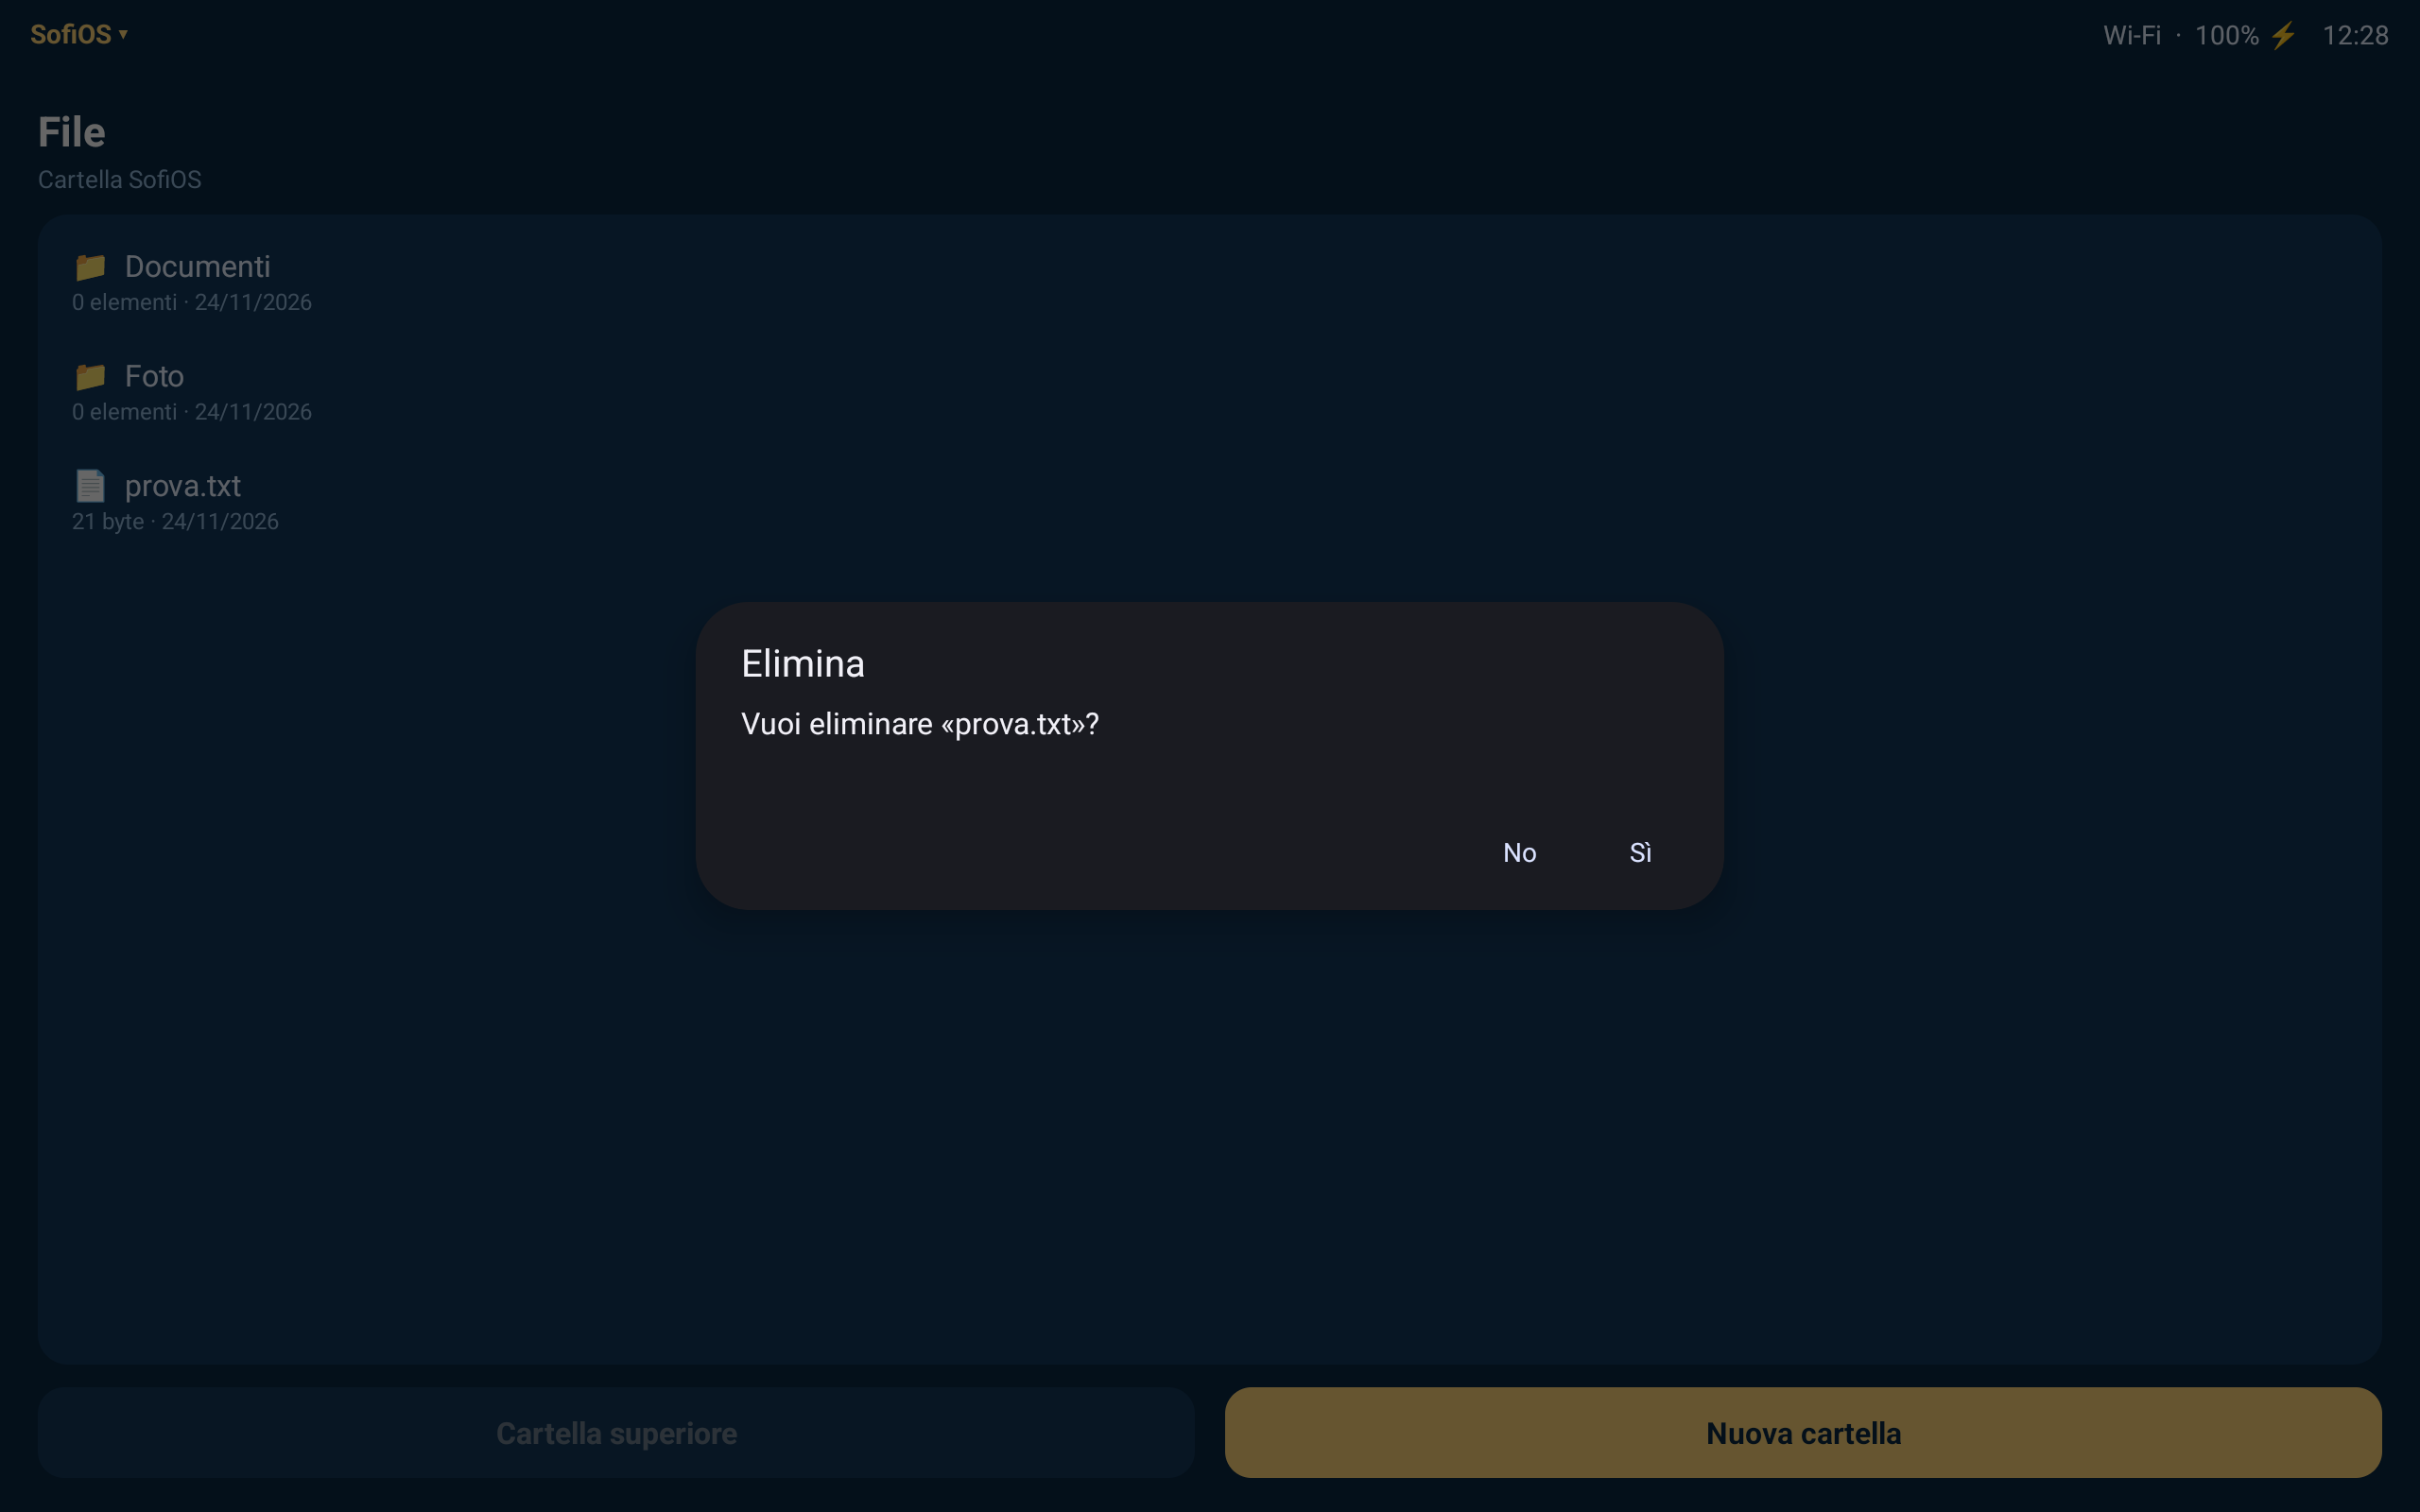 SofiOS ▾
Wi-Fi · 100% ⚡ 12:28
File
Cartella SofiOS
Documenti
0 elementi · 24/11/2026
Foto
0 elementi · 24/11/2026
prova.txt
21 byte · 24/11/2026
Elimina
Vuoi eliminare «prova.txt»?
No Sì
Cartella superiore
Nuova cartella